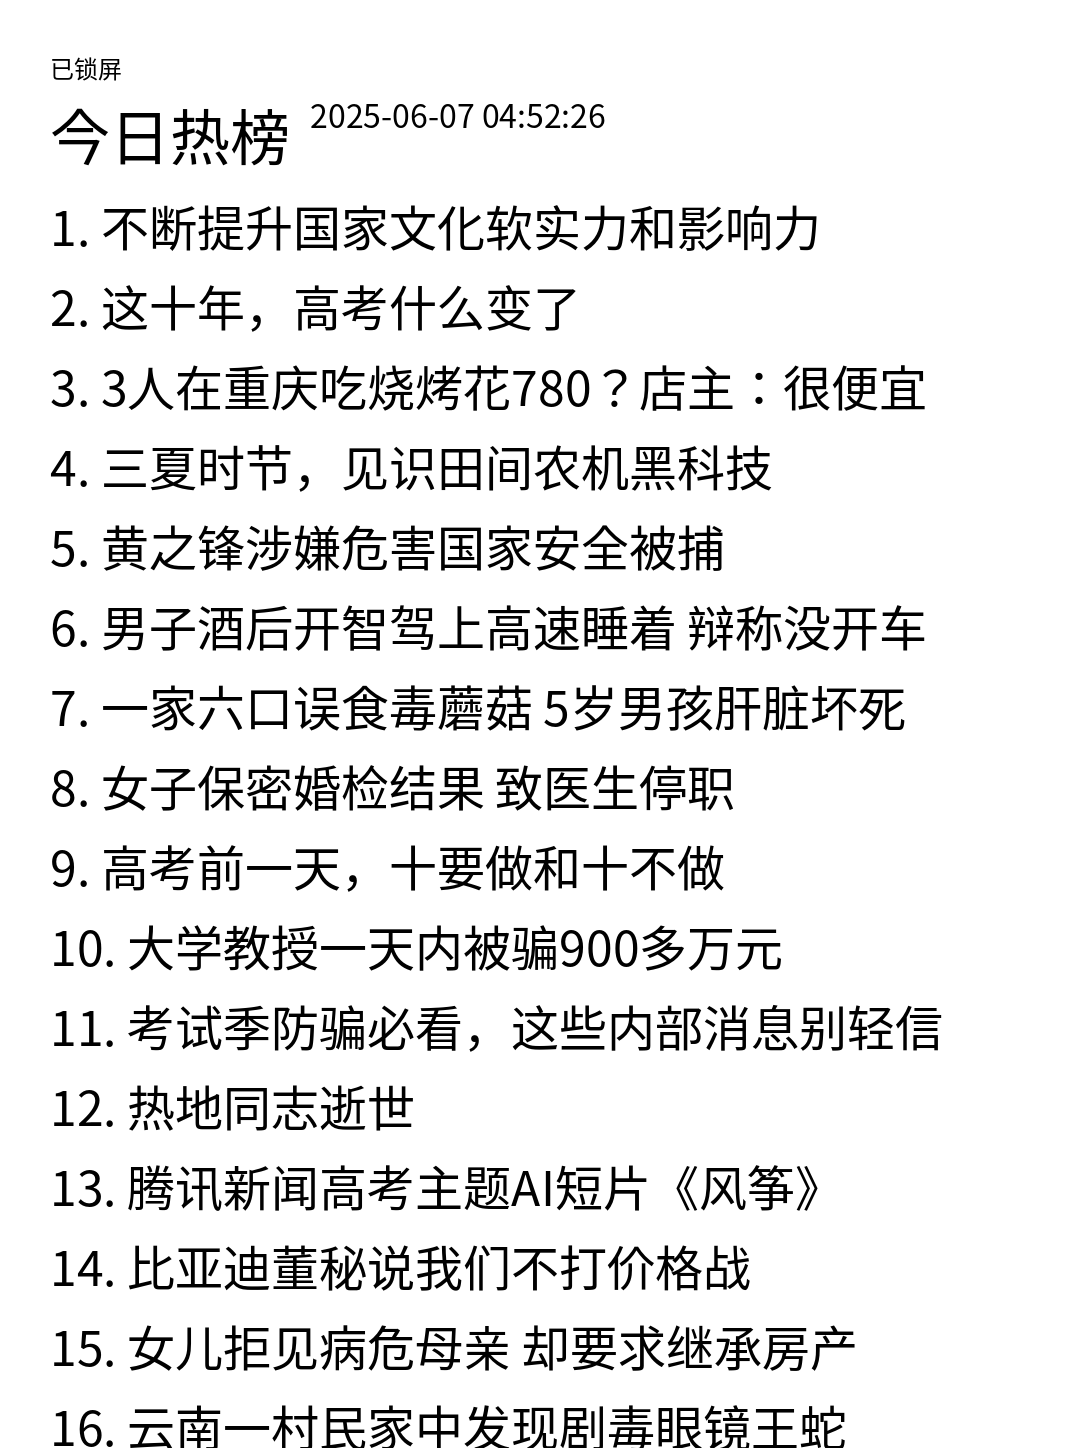 已锁屏
今日热榜 2025-06-07 04:52:26
1. 不断提升国家文化软实力和影响力
2. 这十年，高考什么变了
3. 3人在重庆吃烧烤花780？店主：很便宜
4. 三夏时节，见识田间农机黑科技
5. 黄之锋涉嫌危害国家安全被捕
6. 男子酒后开智驾上高速睡着 辩称没开车
7. 一家六口误食毒蘑菇 5岁男孩肝脏坏死
8. 女子保密婚检结果 致医生停职
9. 高考前一天，十要做和十不做
10. 大学教授一天内被骗900多万元
11. 考试季防骗必看，这些内部消息别轻信
12. 热地同志逝世
13. 腾讯新闻高考主题AI短片《风筝》
14. 比亚迪董秘说我们不打价格战
15. 女儿拒见病危母亲 却要求继承房产
16. 云南一村民家中发现剧毒眼镜王蛇